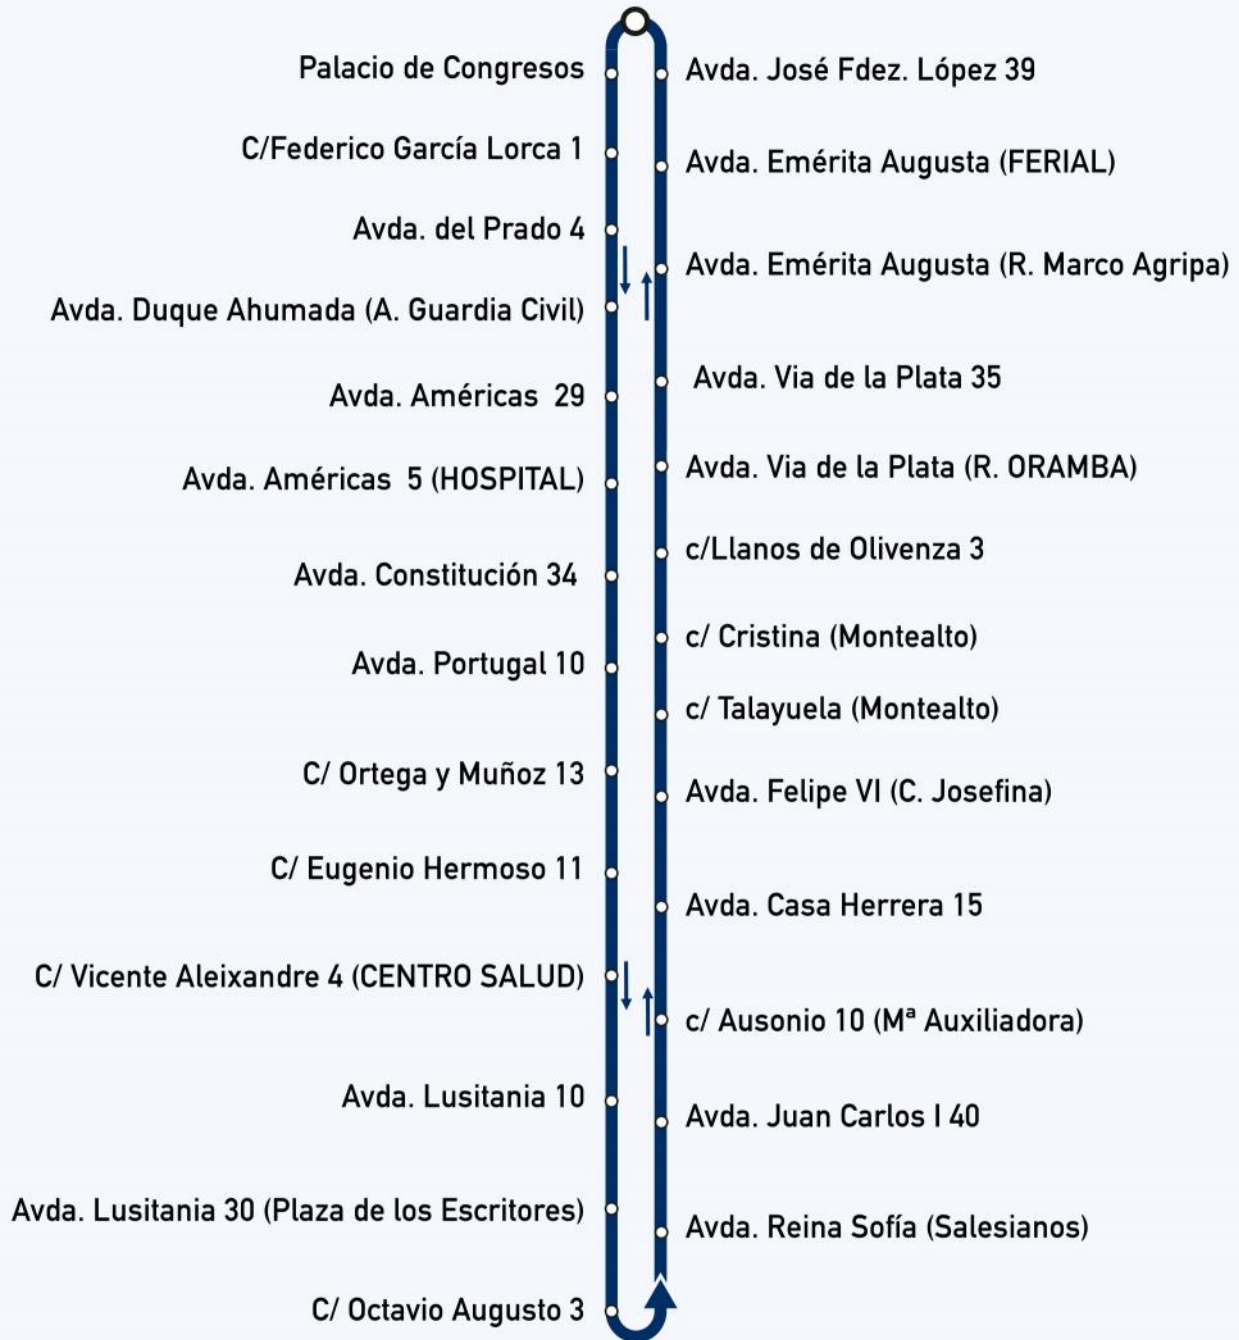 Palacio de Congresos
C/Federico García Lorca 1
Avda. del Prado 4
Avda. Duque Ahumada (A. Guardia Civil)
Avda. Américas 29
Avda. Américas 5 (HOSPITAL)
Avda. Constitución 34
Avda. Portugal 10
C/ Ortega y Muñoz 13
C/ Eugenio Hermoso 11
C/ Vicente Aleixandre 4 (CENTRO SALUD)
Avda. Lusitania 10
Avda. Lusitania 30 (Plaza de los Escritores)
C/ Octavio Augusto 3
Avda. José Fdez. López 39
Avda. Emérita Augusta (FERIAL)
Avda. Emérita Augusta (R. Marco Agripa)
Avda. Via de la Plata 35
Avda. Via de la Plata (R. ORAMBA)
c/Llanos de Olivenza 3
c/ Cristina (Montealto)
c/ Talayuela (Montealto)
Avda. Felipe VI (C. Josefina)
Avda. Casa Herrera 15
c/ Ausonio 10 (Mª Auxiliadora)
Avda. Juan Carlos I 40
Avda. Reina Sofía (Salesianos)